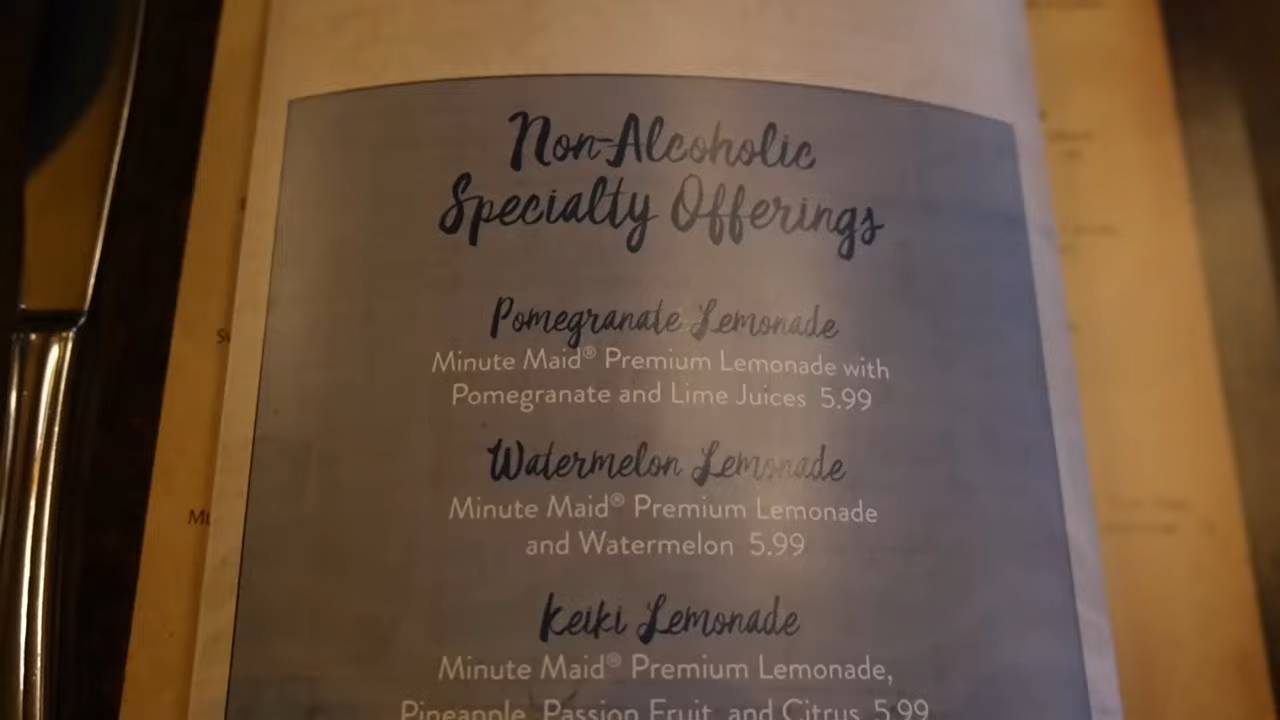 Non-Alcoholic
Specialty Offerings
Pomegranate Lemonade
Minute Maid® Premium Lemonade with
Pomegranate and Lime Juices 5.99
Watermelon Lemonade
Minute Maid® Premium Lemonade
and Watermelon 5.99
Keiki Lemonade
Minute Maid® Premium Lemonade,
Pineapple, Passion Fruit, and Citrus 5.99